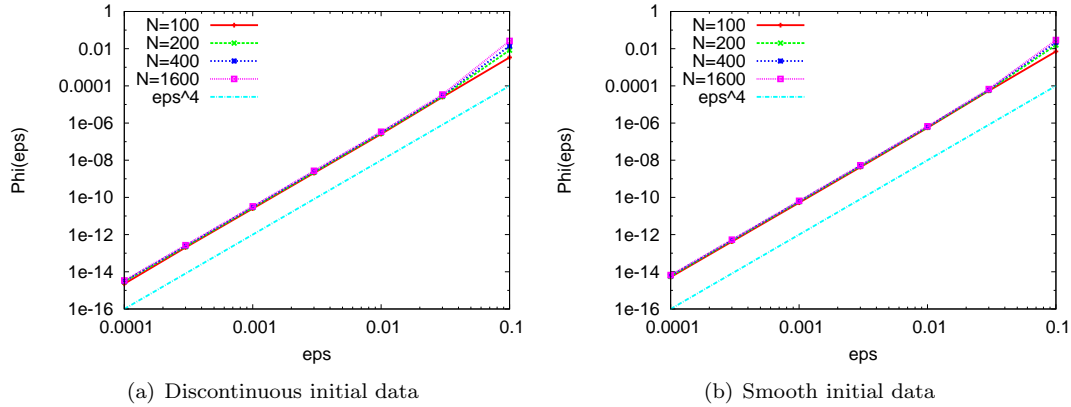 1
0.01
0.0001
1e-06
1e-08
1e-10
1e-12
1e-14
1e-16
Phi(eps)
N=100
N=200
N=400
N=1600
eps^4
0.0001 0.001 0.01 0.1
eps
(a) Discontinuous initial data
1
0.01
0.0001
1e-06
1e-08
1e-10
1e-12
1e-14
1e-16
Phi(eps)
N=100
N=200
N=400
N=1600
eps^4
0.0001 0.001 0.01 0.1
eps
(b) Smooth initial data